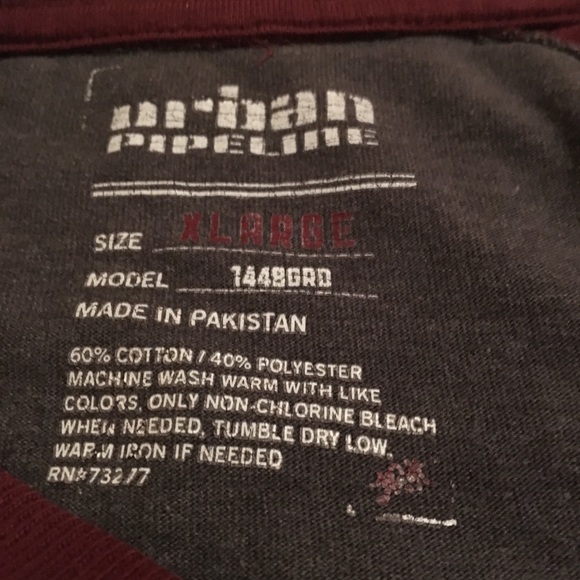 urban
PIPELINE
SIZE XLARGE
MODEL 1448GRD
MADE IN PAKISTAN
60% COTTON / 40% POLYESTER
MACHINE WASH WARM WITH LIKE
COLORS, ONLY NON-CHLORINE BLEACH
WHEN NEEDED, TUMBLE DRY LOW,
WARM IRON IF NEEDED
RN#73277